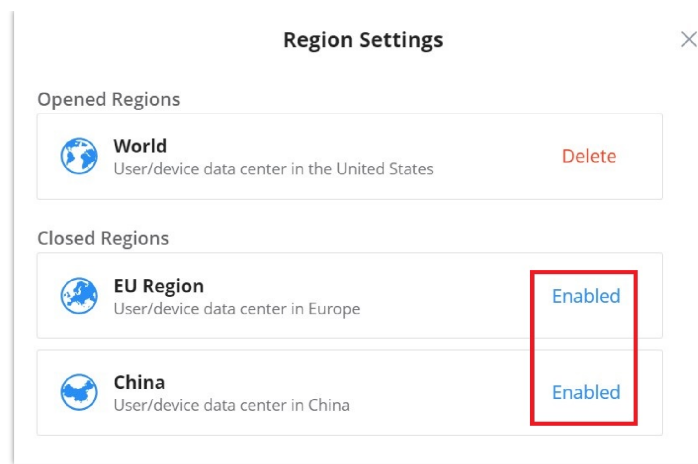 Region Settings
Opened Regions
World
User/device data center in the United States
Delete
Closed Regions
EU Region
User/device data center in Europe
Enabled
China
User/device data center in China
Enabled